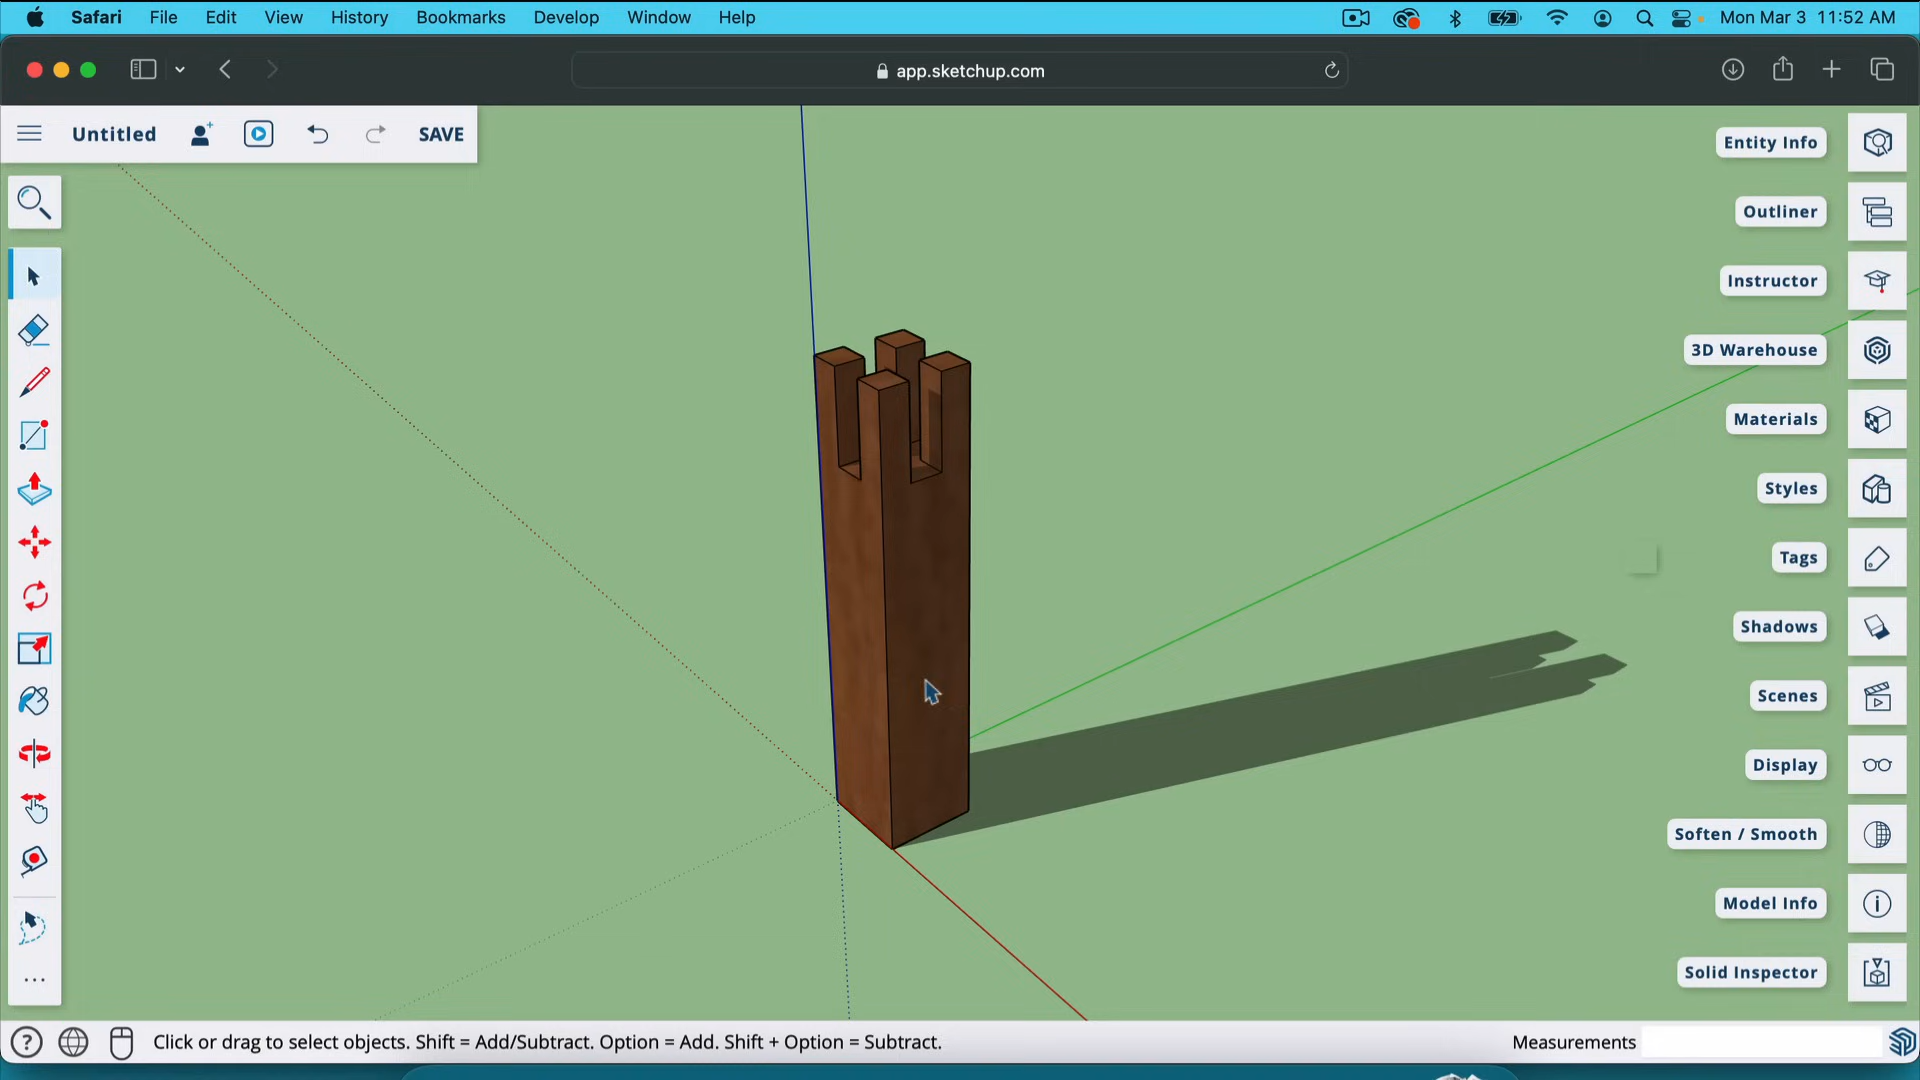 Safari File Edit View History Bookmarks Develop Window Help Mon Mar 3 11:52 AM
app.sketchup.com
Untitled SAVE
Entity Info
Outliner
Instructor
3D Warehouse
Materials
Styles
Tags
Shadows
Scenes
Display
Soften / Smooth
Model Info
Solid Inspector
Click or drag to select objects. Shift = Add/Subtract. Option = Add. Shift + Option = Subtract. Measurements